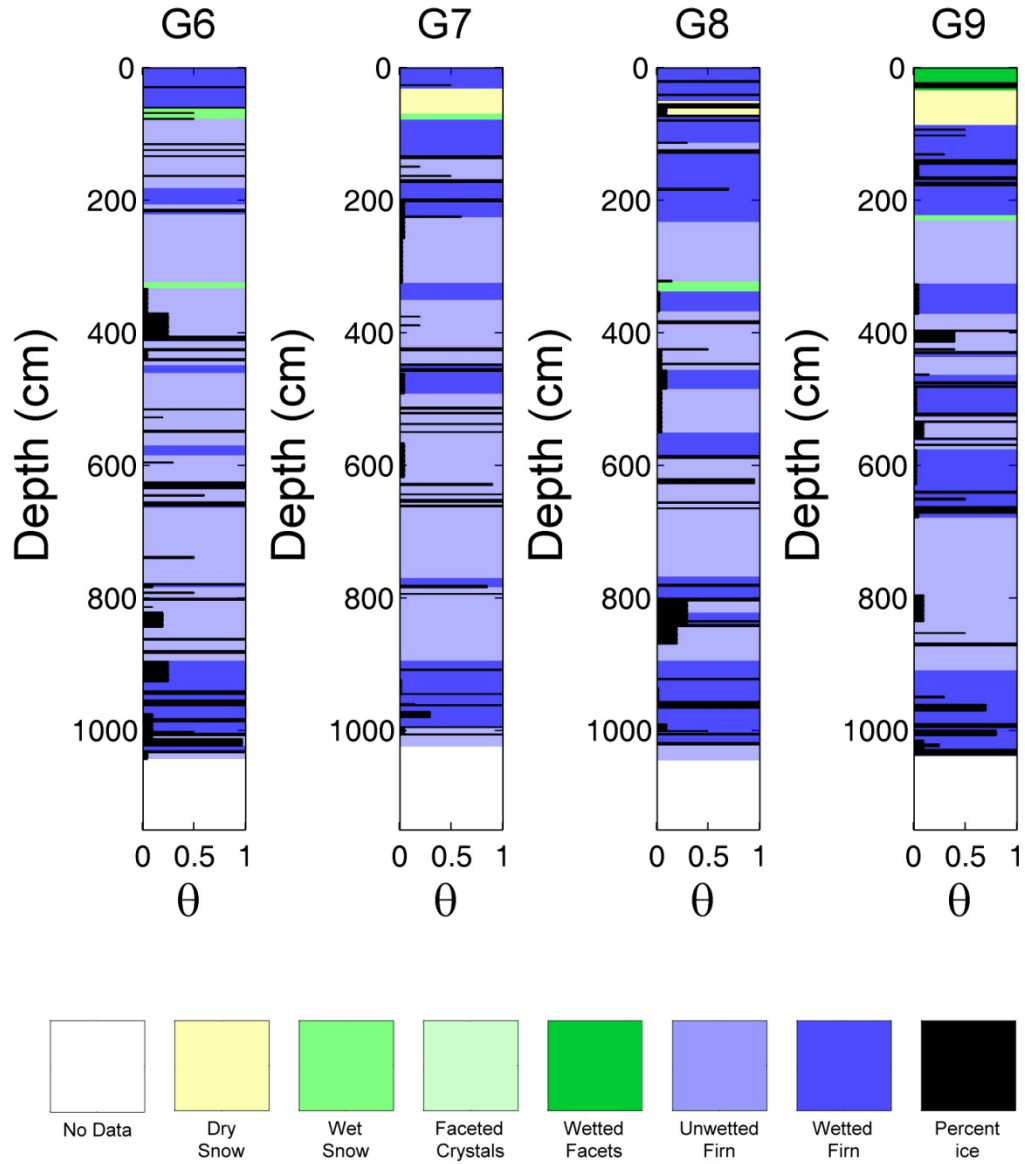 G6 G7 G8 G9
0 0 0 0
200 200 200 200
400 400 400 400
Depth (cm) Depth (cm) Depth (cm) Depth (cm)
600 600 600 600
800 800 800 800
1000 1000 1000 1000
0 0.5 1 0 0.5 1 0 0.5 1 0 0.5 1
θ θ θ θ
No Data Dry Wet Faceted Wetted Unwetted Wetted Percent
Snow Snow Crystals Facets Firn Firn ice